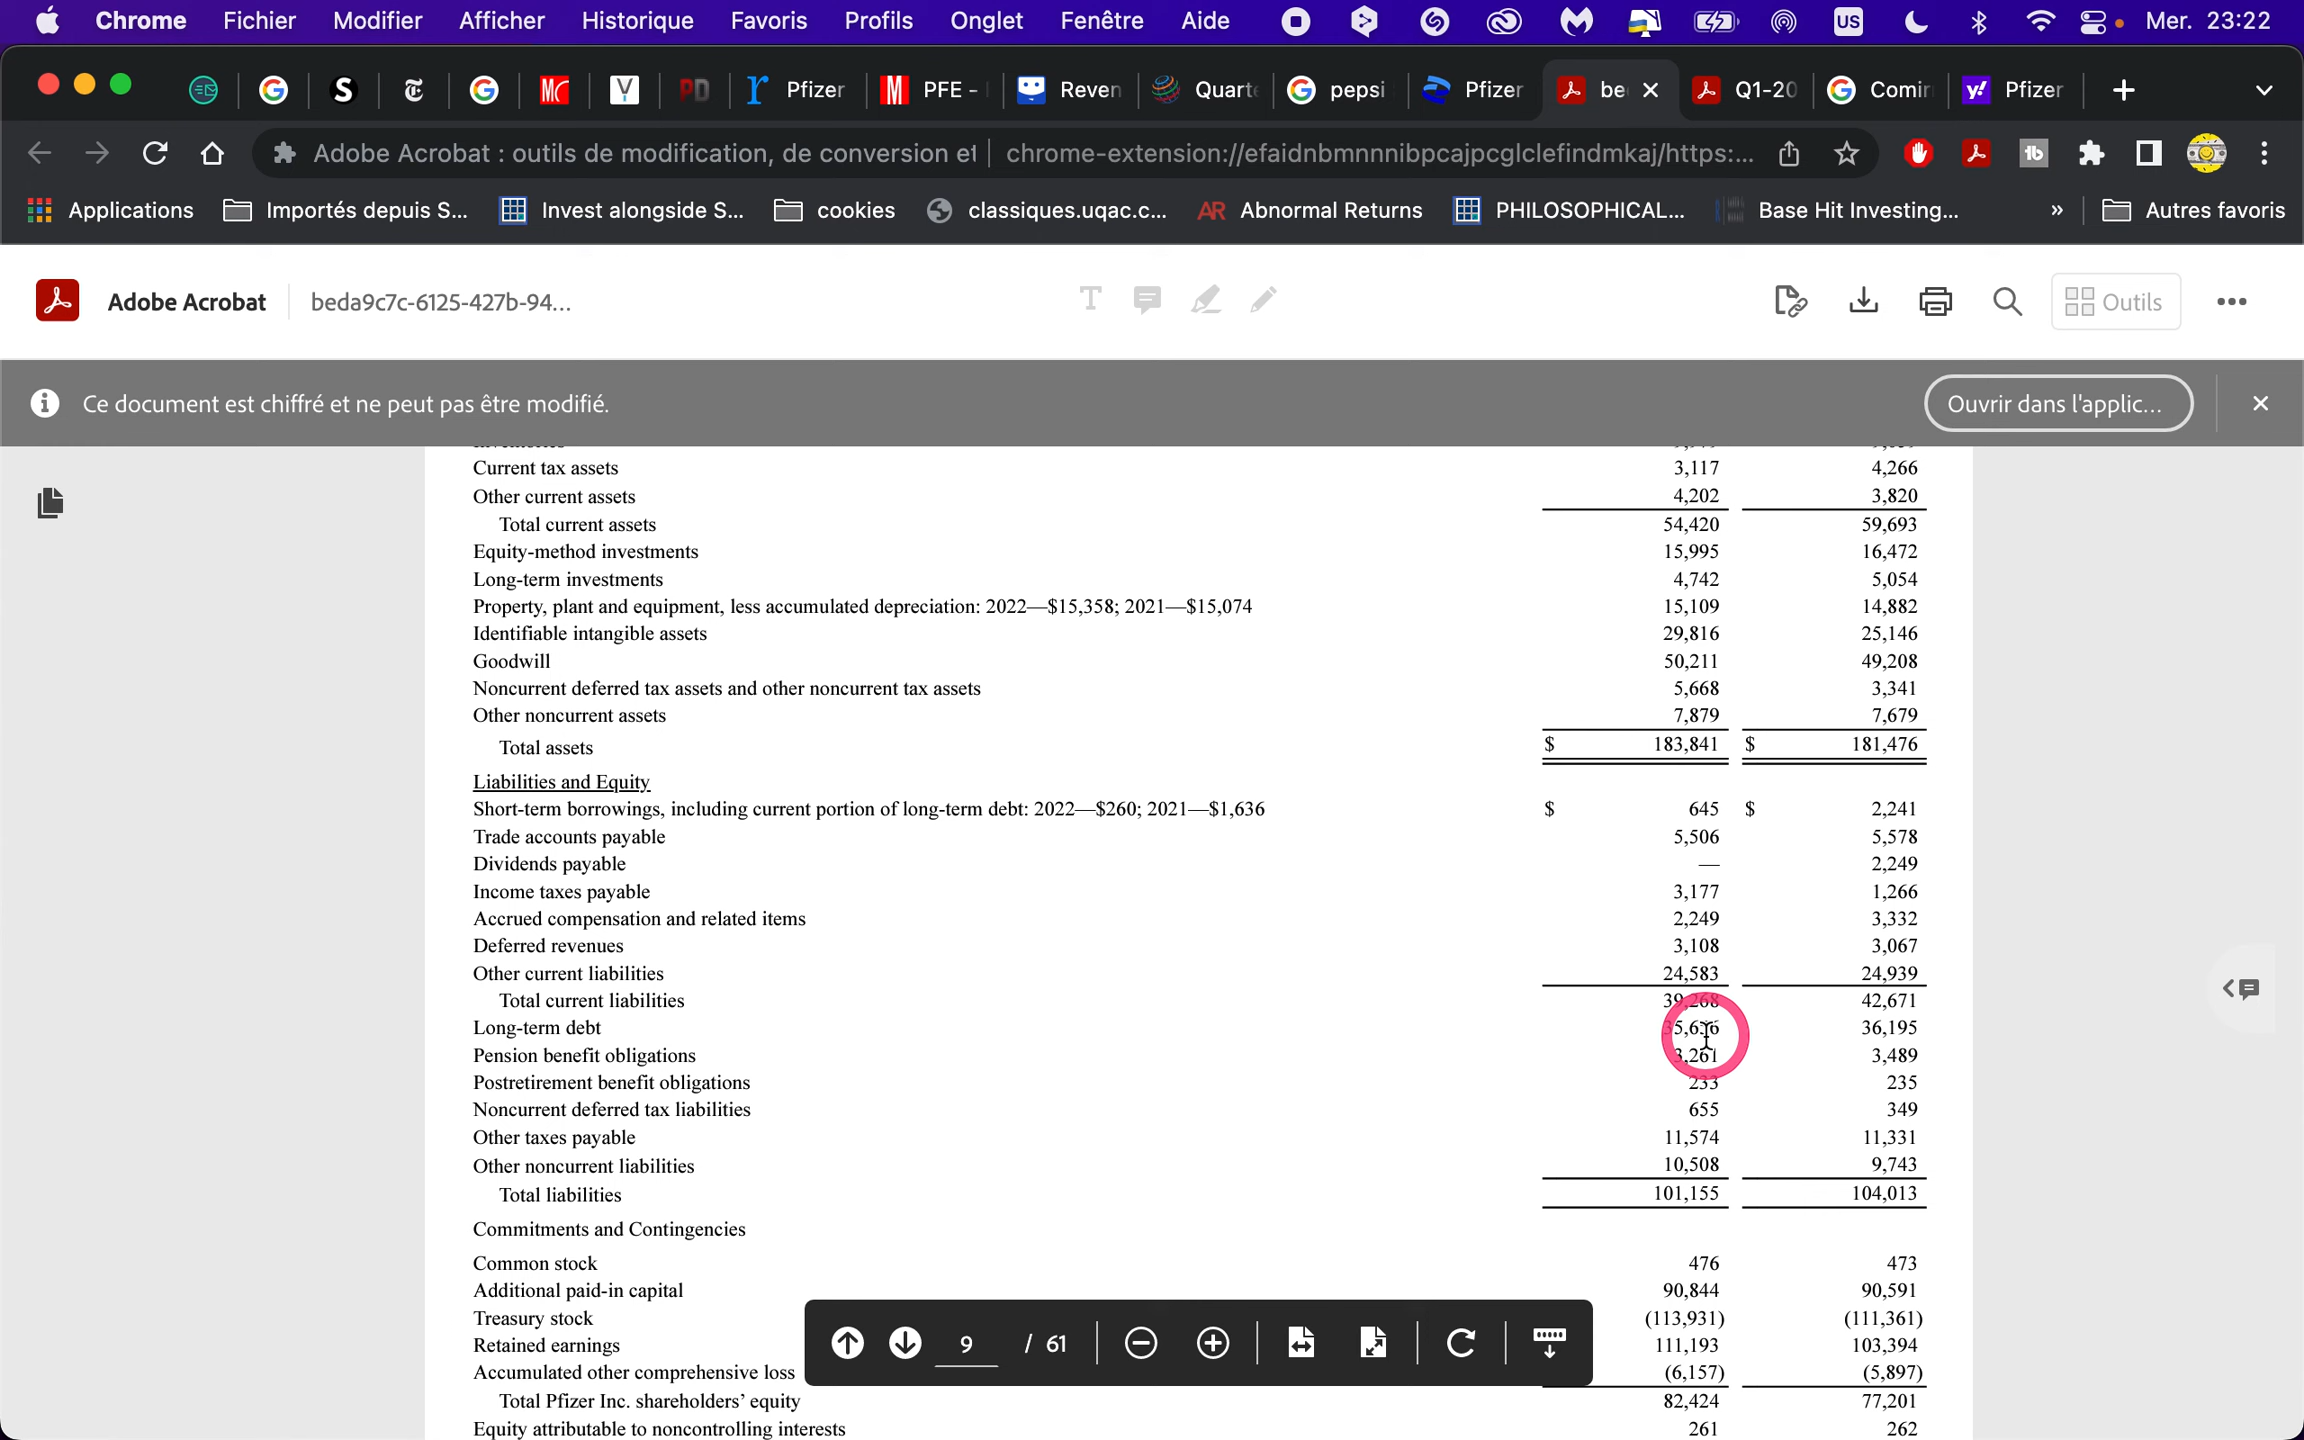 Chrome Fichier Modifier Afficher Historique Favoris Profils Onglet Fenêtre Aide US Mer. 23:22
Pfizer PFE - Reven Quarte pepsi Pfizer be Q1-20 Comir Pfizer
Adobe Acrobat : outils de modification, de conversion et chrome-extension://efaidnbmnnnibpcajpcglclefindmkaj/https:...
Applications Importés depuis S... Invest alongside S... cookies classiques.uqac.c... AR Abnormal Returns PHILOSOPHICAL... Base Hit Investing... » Autres favoris
Adobe Acrobat beda9c7c-6125-427b-94... Outils
Ce document est chiffré et ne peut pas être modifié. Ouvrir dans l'applic...
Current tax assets 3,117 4,266
Other current assets 4,202 3,820
Total current assets 54,420 59,693
Equity-method investments 15,995 16,472
Long-term investments 4,742 5,054
Property, plant and equipment, less accumulated depreciation: 2022—$15,358; 2021—$15,074 15,109 14,882
Identifiable intangible assets 29,816 25,146
Goodwill 50,211 49,208
Noncurrent deferred tax assets and other noncurrent tax assets 5,668 3,341
Other noncurrent assets 7,879 7,679
Total assets $ 183,841 $ 181,476
Liabilities and Equity
Short-term borrowings, including current portion of long-term debt: 2022—$260; 2021—$1,636 $ 645 $ 2,241
Trade accounts payable 5,506 5,578
Dividends payable — 2,249
Income taxes payable 3,177 1,266
Accrued compensation and related items 2,249 3,332
Deferred revenues 3,108 3,067
Other current liabilities 24,583 24,939
Total current liabilities 39,268 42,671
Long-term debt 36,195
Pension benefit obligations 3,261 3,489
Postretirement benefit obligations 233 235
Noncurrent deferred tax liabilities 655 349
Other taxes payable 11,574 11,331
Other noncurrent liabilities 10,508 9,743
Total liabilities 101,155 104,013
Commitments and Contingencies
Common stock 476 473
Additional paid-in capital 90,844 90,591
Treasury stock (113,931) (111,361)
Retained earnings 111,193 103,394
9 / 61
Accumulated other comprehensive loss (6,157) (5,897)
Total Pfizer Inc. shareholders' equity 82,424 77,201
Equity attributable to noncontrolling interests 261 262